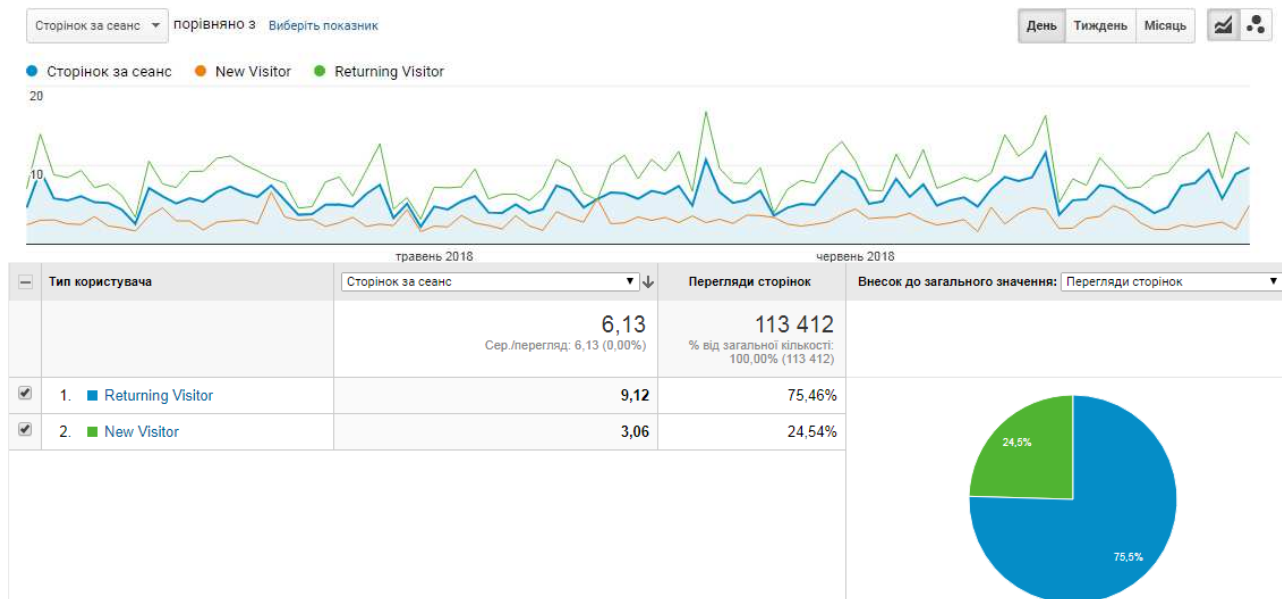 Сторінок за сеанс порівняно з Виберіть показник День Тиждень Місяць
Сторінок за сеанс New Visitor Returning Visitor
20
10
травень 2018 червень 2018
Тип користувача Сторінок за сеанс Перегляди сторінок Внесок до загального значення: Перегляди сторінок
6,13 113 412
Сер./перегляд: 6,13 (0,00%) % від загальної кількості:
100,00% (113 412)
1. Returning Visitor 9,12 75,46%
2. New Visitor 3,06 24,54%
24,5%
75,5%